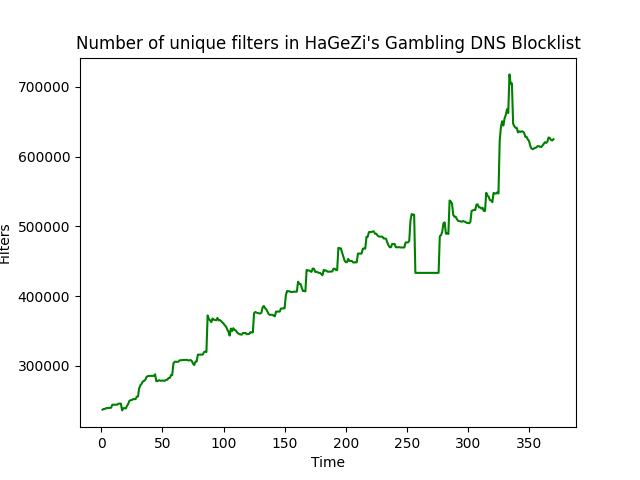 Number of unique filters in HaGeZi's Gambling DNS Blocklist
700000
600000
500000
400000
300000
Filters
0 50 100 150 200 250 300 350
Time